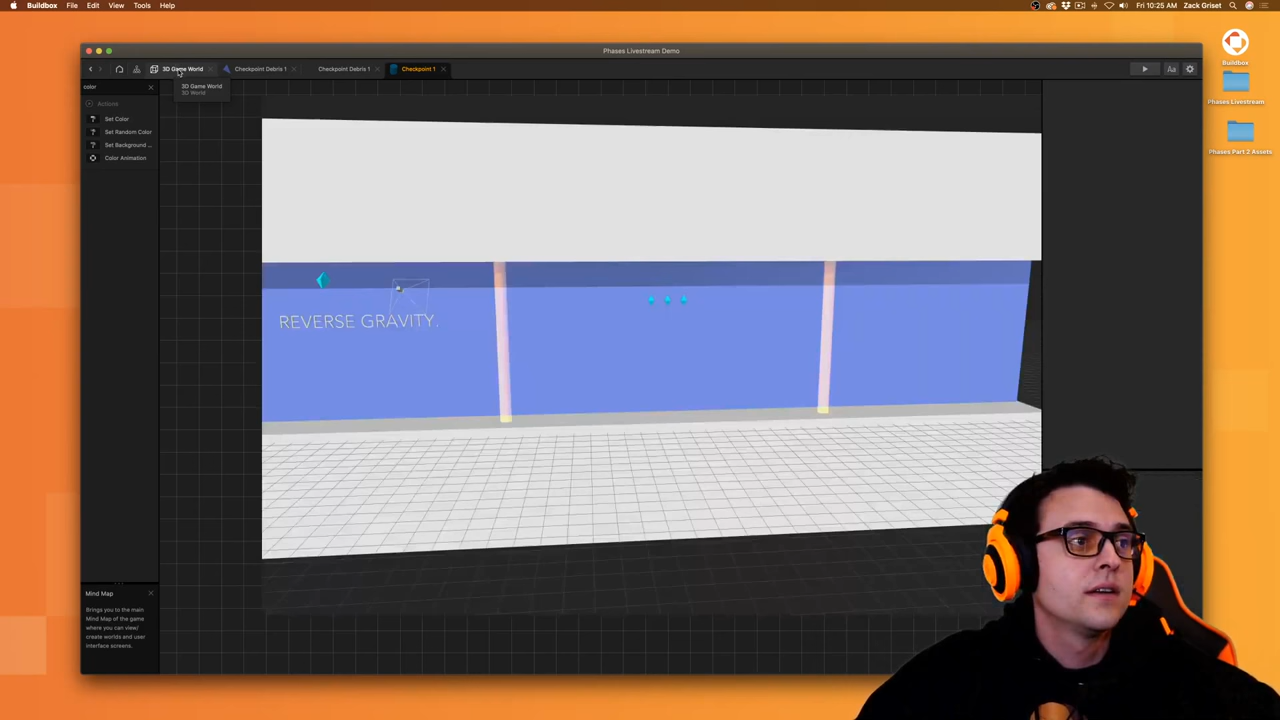 Buildbox File Edit View Tools Help Fri 10:25 AM Zack Griset
Phases Livestream Demo
3D Game World Checkpoint Debris 1 Checkpoint Debris 1 Checkpoint 1 Aa
color
3D Game World
3D World
Actions
Set Color
Set Random Color
Set Background ...
Color Animation
REVERSE GRAVITY.
Mind Map
Brings you to the main
Mind Map of the game
where you can view/
create worlds and user
interface screens.
Buildbox
Phases Livestream
Phases Part 2 Assets